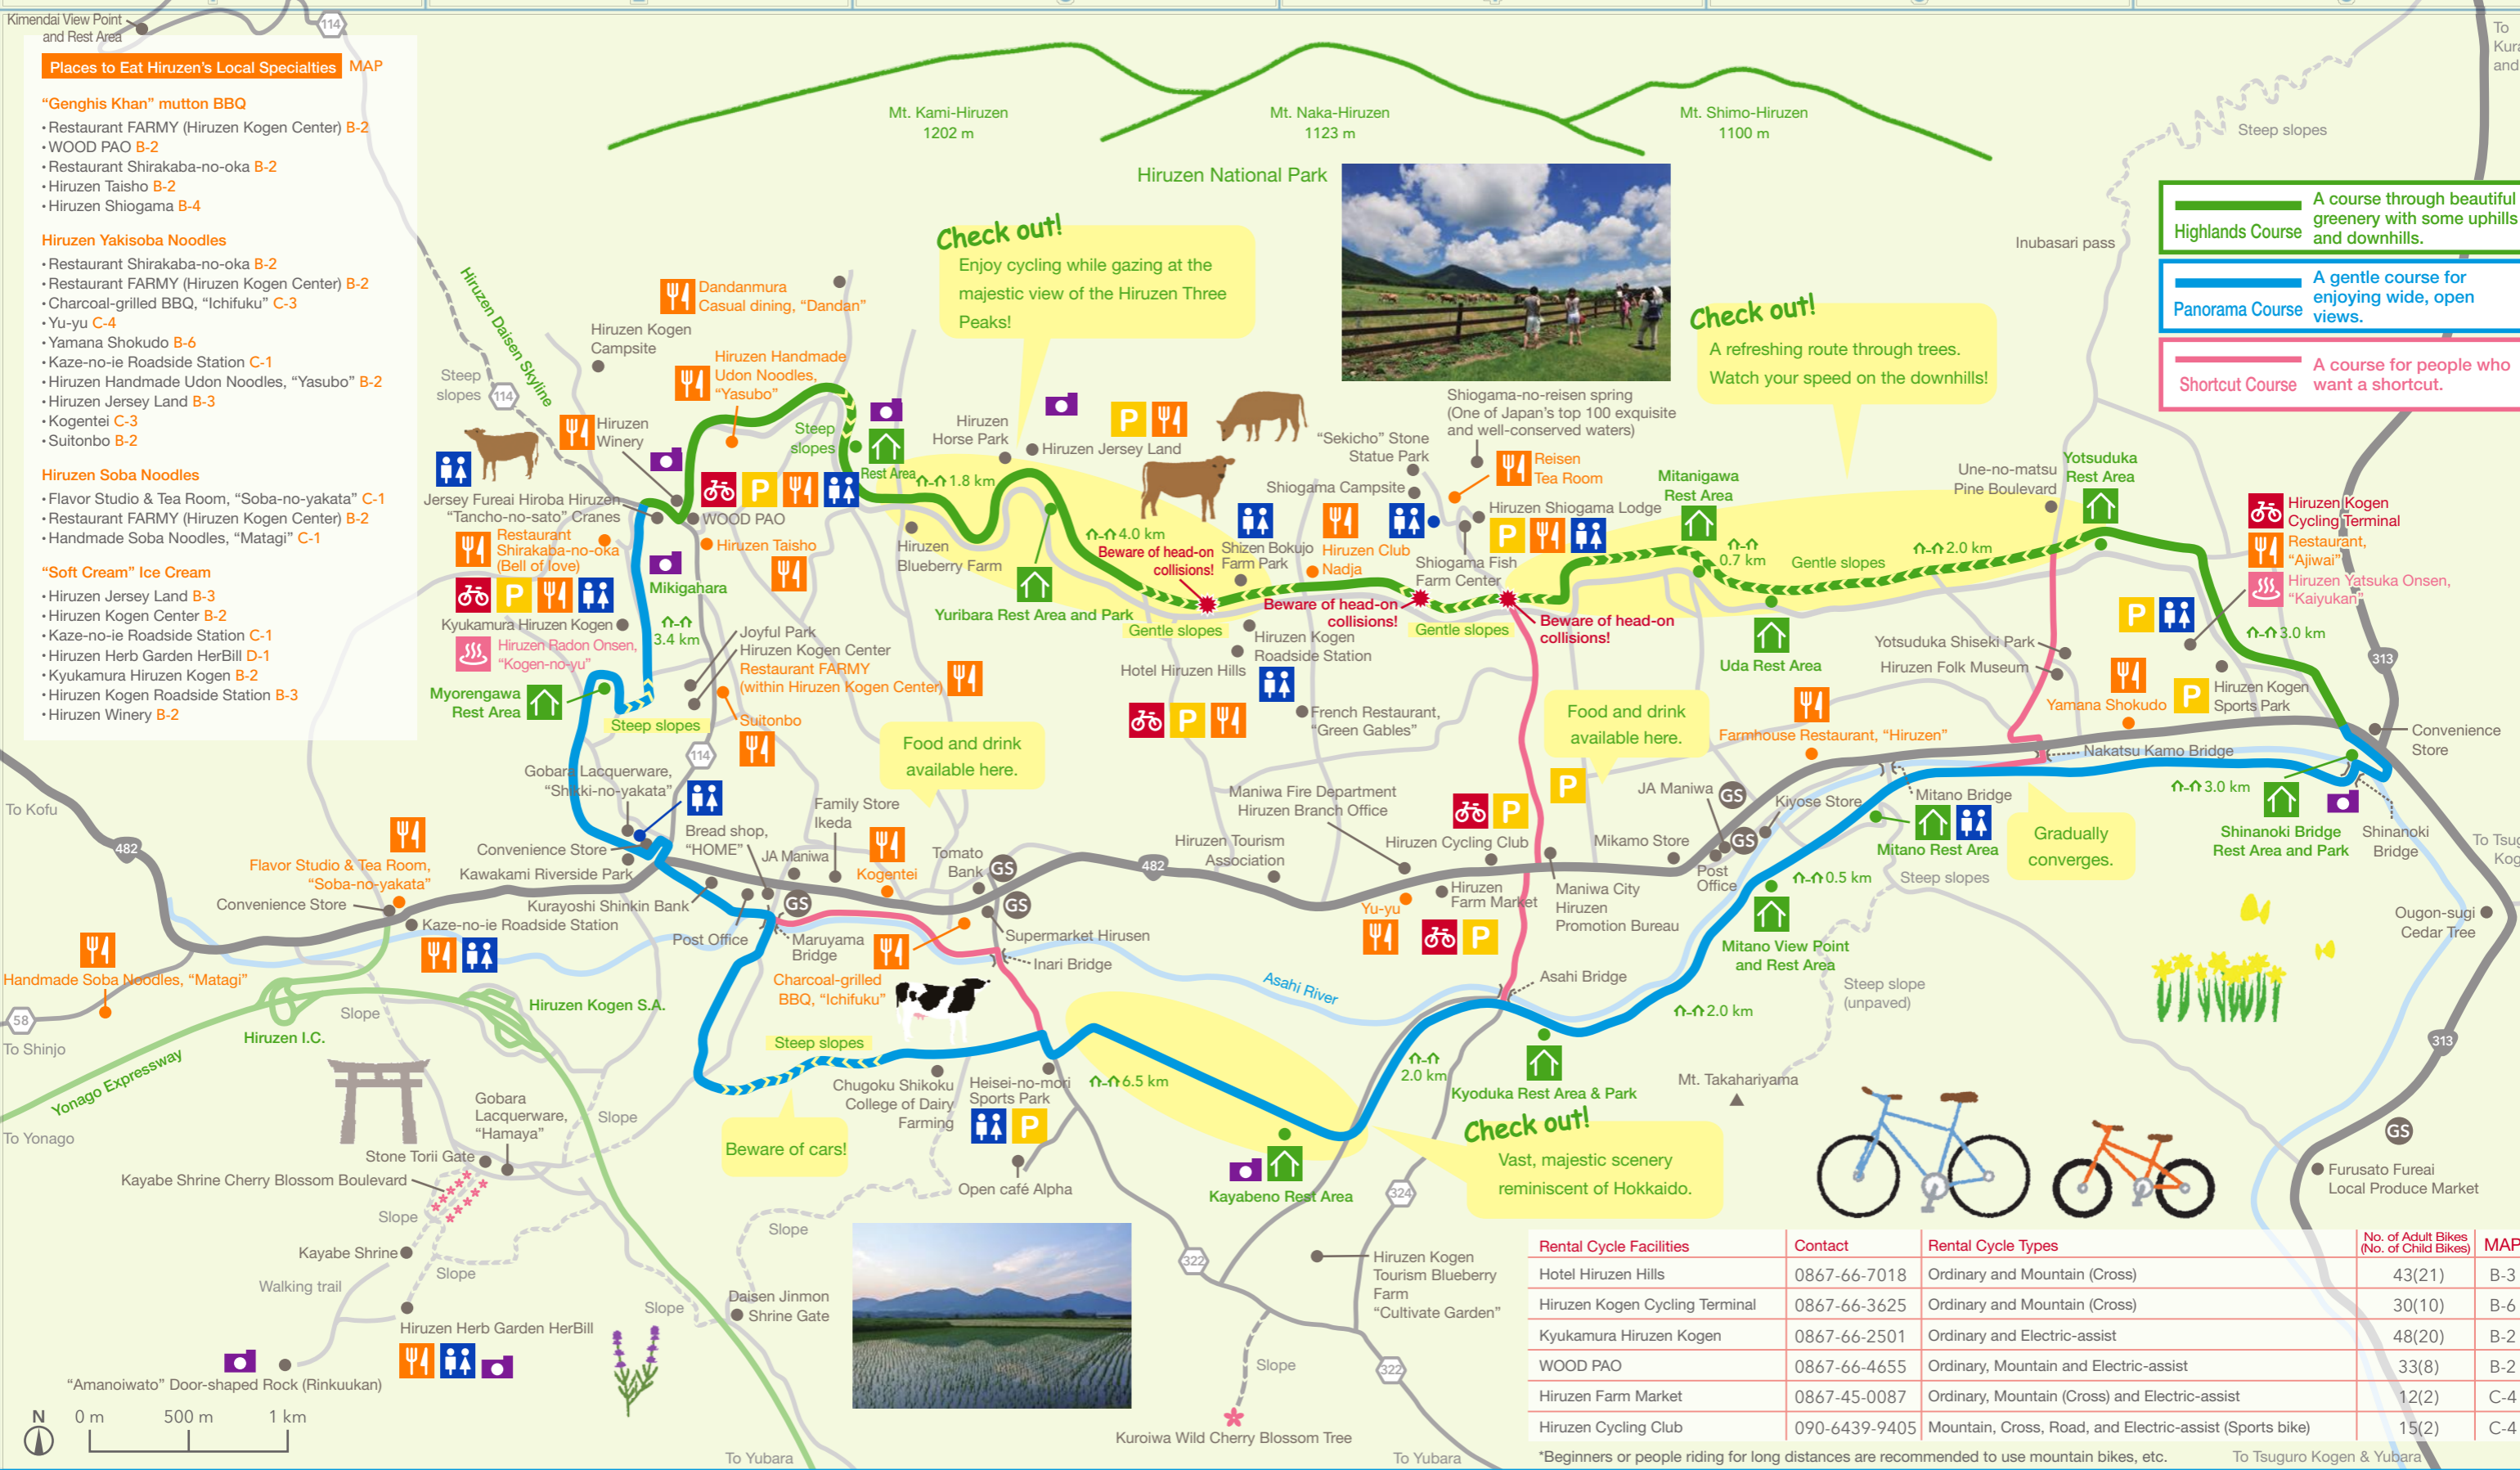 Kimendai View Point
and Rest Area
114
Places to Eat Hiruzen's Local Specialties MAP
“Genghis Khan” mutton BBQ
• Restaurant FARMY (Hiruzen Kogen Center) B-2
• WOOD PAO B-2
• Restaurant Shirakaba-no-oka B-2
• Hiruzen Taisho B-2
• Hiruzen Shiogama B-4
Hiruzen Yakisoba Noodles
• Restaurant Shirakaba-no-oka B-2
• Restaurant FARMY (Hiruzen Kogen Center) B-2
• Charcoal-grilled BBQ, “Ichifuku” C-3
• Yu-yu C-4
• Yamana Shokudo B-6
• Kaze-no-ie Roadside Station C-1
• Hiruzen Handmade Udon Noodles, “Yasubo” B-2
• Hiruzen Jersey Land B-3
• Kogentei C-3
• Suitonbo B-2
Hiruzen Soba Noodles
• Flavor Studio & Tea Room, “Soba-no-yakata” C-1
• Restaurant FARMY (Hiruzen Kogen Center) B-2
• Handmade Soba Noodles, “Matagi” C-1
“Soft Cream” Ice Cream
• Hiruzen Jersey Land B-3
• Hiruzen Kogen Center B-2
• Kaze-no-ie Roadside Station C-1
• Hiruzen Herb Garden HerBill D-1
• Kyukamura Hiruzen Kogen B-2
• Hiruzen Kogen Roadside Station B-3
• Hiruzen Winery B-2
Mt. Kami-Hiruzen
1202 m
Mt. Naka-Hiruzen
1123 m
Mt. Shimo-Hiruzen
1100 m
Hiruzen National Park
To
Steep slopes
Inubasari pass
Highlands Course
A course through beautiful
greenery with some uphills
and downhills.
Panorama Course
A gentle course for
enjoying wide, open
views.
Shortcut Course
A course for people who
want a shortcut.
Check out!
Enjoy cycling while gazing at the
majestic view of the Hiruzen Three
Peaks!
Check out!
A refreshing route through trees.
Watch your speed on the downhills!
Hiruzen Daisen Skyline
Steep
slopes
114
Dandanmura
Casual dining, “Dandan”
Hiruzen Kogen
Campsite
Hiruzen Handmade
Udon Noodles,
“Yasubo”
Hiruzen
Winery
Steep
slopes
Rest Area
1.8 km
Hiruzen
Horse Park
Hiruzen Jersey Land
P
Shiogama-no-reisen spring
(One of Japan's top 100 exquisite
and well-conserved waters)
“Sekicho” Stone
Statue Park
Reisen
Tea Room
Shiogama Campsite
Hiruzen Shiogama Lodge
P
Mitanigawa
Rest Area
Une-no-matsu
Pine Boulevard
Yotsuduka
Rest Area
Jersey Fureai Hiroba Hiruzen
“Tancho-no-sato” Cranes
P
WOOD PAO
Restaurant
Shirakaba-no-oka
(Bell of love)
Hiruzen Taisho
Mikigahara
P
Kyukamura Hiruzen Kogen
Hiruzen Radon Onsen,
“Kogen-no-yu”
3.4 km
Myorengawa
Rest Area
Steep slopes
Hiruzen
Blueberry Farm
Yuribara Rest Area and Park
4.0 km
Beware of head-on
collisions!
Shizen Bokujo
Farm Park
Hiruzen Club
Nadja
Shiogama Fish
Farm Center
Beware of head-on
collisions!
Beware of head-on
collisions!
Gentle slopes
Gentle slopes
Hiruzen Kogen
Roadside Station
Hotel Hiruzen Hills
P
French Restaurant,
“Green Gables”
0.7 km
Gentle slopes
2.0 km
Uda Rest Area
Hiruzen Kogen
Cycling Terminal
Restaurant,
“Ajiwai”
Hiruzen Yatsuka Onsen,
“Kaiyukan”
P
3.0 km
313
Yotsuduka Shiseki Park
Hiruzen Folk Museum
Yamana Shokudo
P
Hiruzen Kogen
Sports Park
Convenience
Store
Joyful Park
Hiruzen Kogen Center
Restaurant FARMY
(within Hiruzen Kogen Center)
Suitonbo
114
Food and drink
available here.
Food and drink
available here.
P
Farmhouse Restaurant, “Hiruzen”
Nakatsu Kamo Bridge
3.0 km
Shinanoki Bridge
Rest Area and Park
Shinanoki
Bridge
Gradually
converges.
Gobara Lacquerware,
“Shikki-no-yakata”
To Kofu
482
Flavor Studio & Tea Room,
“Soba-no-yakata”
Convenience Store
Kawakami Riverside Park
Convenience Store
Kaze-no-ie Roadside Station
Kurayoshi Shinkin Bank
Post Office
Bread shop,
“HOME”
Family Store
Ikeda
JA Maniwa
GS
Kogentei
Maruyama
Bridge
Tomato
Bank
GS
GS
Supermarket Hirusen
Inari Bridge
Charcoal-grilled
BBQ, “Ichifuku”
482
Hiruzen Tourism
Association
Maniwa Fire Department
Hiruzen Branch Office
Hiruzen Cycling Club
P
Yu-yu
Hiruzen
Farm Market
P
Maniwa City
Hiruzen
Promotion Bureau
Mikamo Store
JA Maniwa
GS
GS
Post
Office
Kiyose Store
Mitano Bridge
Mitano Rest Area
0.5 km
Steep slopes
Mitano View Point
and Rest Area
Steep slope
(unpaved)
Ougon-sugi
Cedar Tree
Asahi River
Asahi Bridge
2.0 km
Kyoduka Rest Area & Park
2.0 km
Mt. Takahariyama
313
GS
Furusato Fureai
Local Produce Market
Handmade Soba Noodles, “Matagi”
58
To Shinjo
Hiruzen I.C.
Hiruzen Kogen S.A.
Yonago Expressway
To Yonago
Slope
Slope
Steep slopes
Beware of cars!
Chugoku Shikoku
College of Dairy
Farming
Heisei-no-mori
Sports Park
P
Open café Alpha
6.5 km
Kayabeno Rest Area
Check out!
Vast, majestic scenery
reminiscent of Hokkaido.
Gobara
Lacquerware,
“Hamaya”
Stone Torii Gate
Kayabe Shrine Cherry Blossom Boulevard
Slope
Kayabe Shrine
Slope
Walking trail
Hiruzen Herb Garden HerBill
“Amanoiwato” Door-shaped Rock (Rinkuukan)
N
0 m 500 m 1 km
Slope
Slope
Daisen Jinmon
Shrine Gate
To Yubara
322
324
Hiruzen Kogen
Tourism Blueberry
Farm
“Cultivate Garden”
322
Slope
Kuroiwa Wild Cherry Blossom Tree
To Yubara
Rental Cycle Facilities Contact Rental Cycle Types No. of Adult Bikes (No. of Child Bikes) MAP
Hotel Hiruzen Hills 0867-66-7018 Ordinary and Mountain (Cross) 43(21) B-3
Hiruzen Kogen Cycling Terminal 0867-66-3625 Ordinary and Mountain (Cross) 30(10) B-6
Kyukamura Hiruzen Kogen 0867-66-2501 Ordinary and Electric-assist 48(20) B-2
WOOD PAO 0867-66-4655 Ordinary, Mountain and Electric-assist 33(8) B-2
Hiruzen Farm Market 0867-45-0087 Ordinary, Mountain (Cross) and Electric-assist 12(2) C-4
Hiruzen Cycling Club 090-6439-9405 Mountain, Cross, Road, and Electric-assist (Sports bike) 15(2) C-4
*Beginners or people riding for long distances are recommended to use mountain bikes, etc.
To Tsuguro Kogen & Yubara